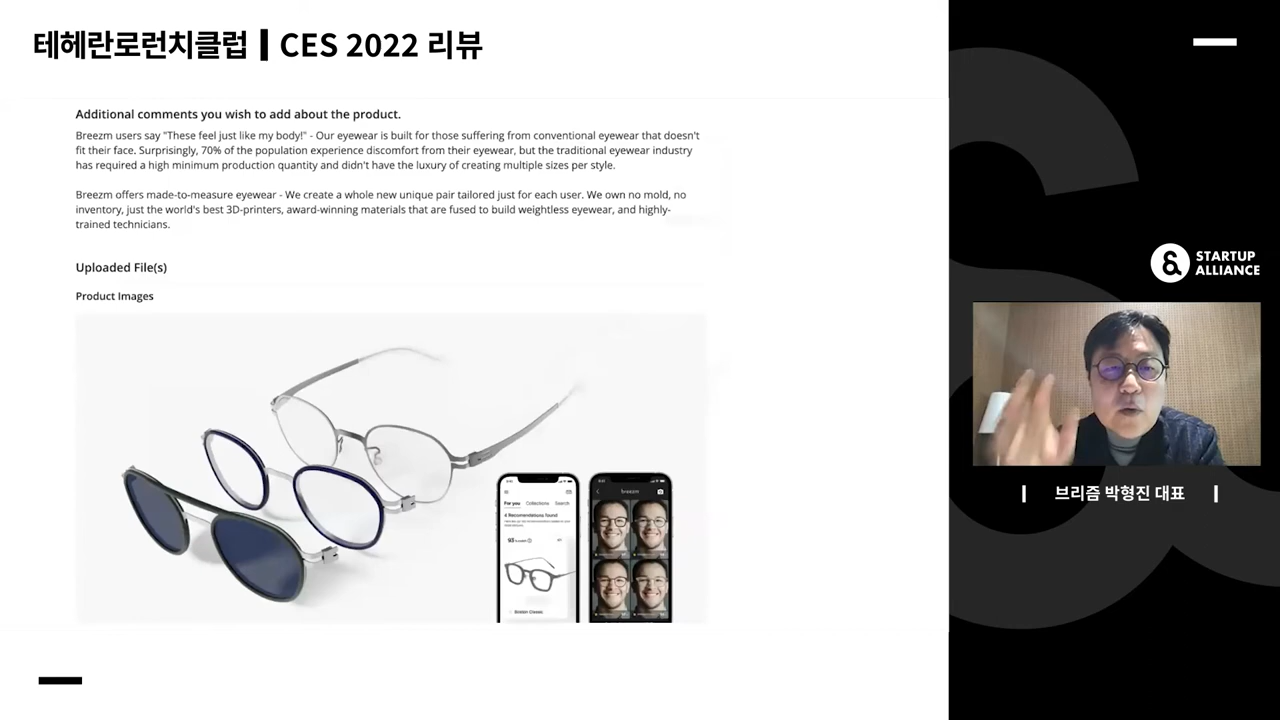 테헤란로런치클럽 | CES 2022 리뷰
Additional comments you wish to add about the product.
Breezm users say "These feel just like my body!" - Our eyewear is built for those suffering from conventional eyewear that doesn't
fit their face. Surprisingly, 70% of the population experience discomfort from their eyewear, but the traditional eyewear industry
has required a high minimum production quantity and didn't have the luxury of creating multiple sizes per style.
Breezm offers made-to-measure eyewear - We create a whole new unique pair tailored just for each user. We own no mold, no
inventory, just the world's best 3D-printers, award-winning materials that are fused to build weightless eyewear, and highly-
trained technicians.
Uploaded File(s)
Product Images
For you Collections Search
4 Recomendations found
93
breezm
STARTUP
ALLIANCE
브리즘 박형진 대표